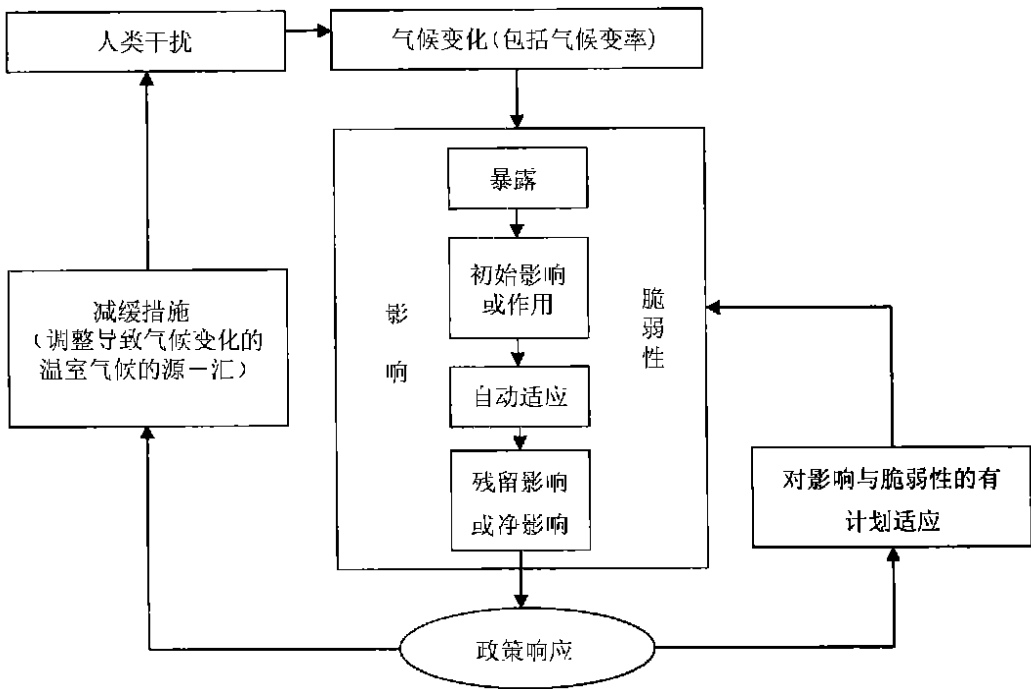 人类干扰
气候变化(包括气候变率)
暴露
初始影响
或作用
影
响
脆
弱
性
自动适应
残留影响
或净影响
减缓措施
(调整导致气候变化的
温室气候的源-汇)
对影响与脆弱性的有
计划适应
政策响应